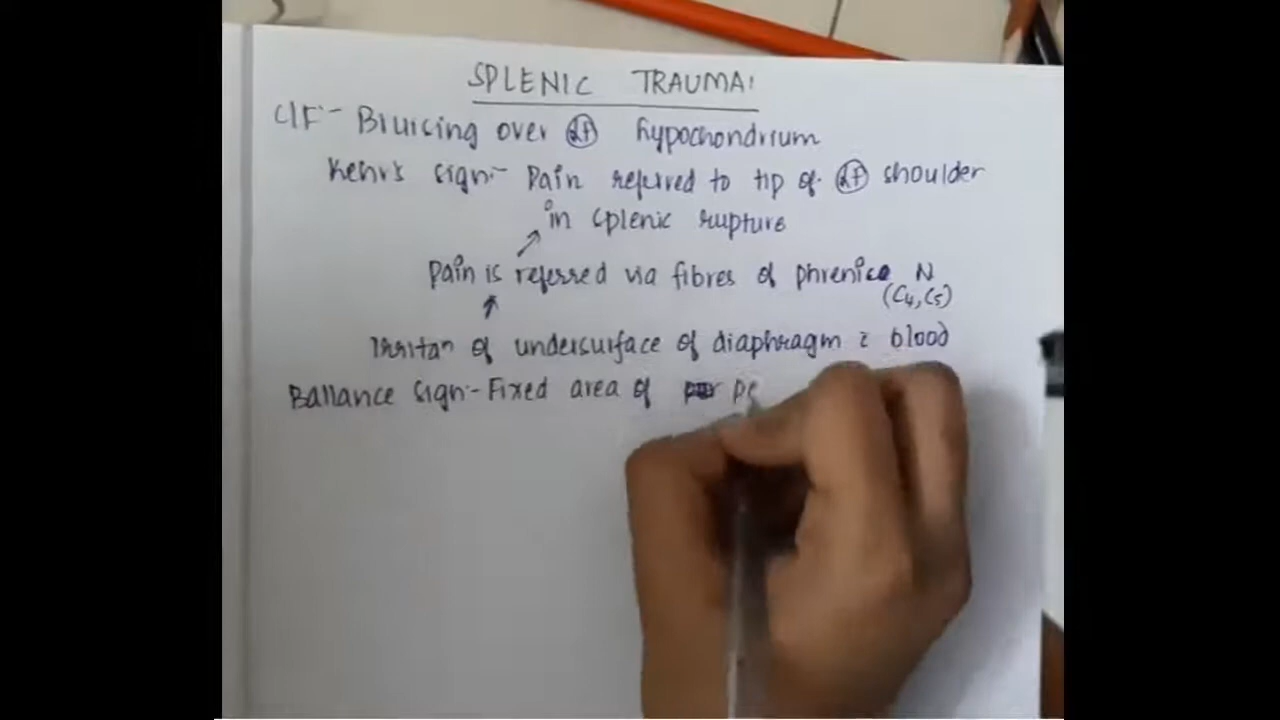 SPLENIC TRAUMA:
C/F:- Bruising over Lt hypochondrium
Kehr's sign:- Pain referred to tip of Lt shoulder
in splenic rupture
Pain is referred via fibres of phrenic N
(C4, C5)
Irritan of undersurface of diaphragm c̄ blood
Ballance sign:- Fixed area of pe